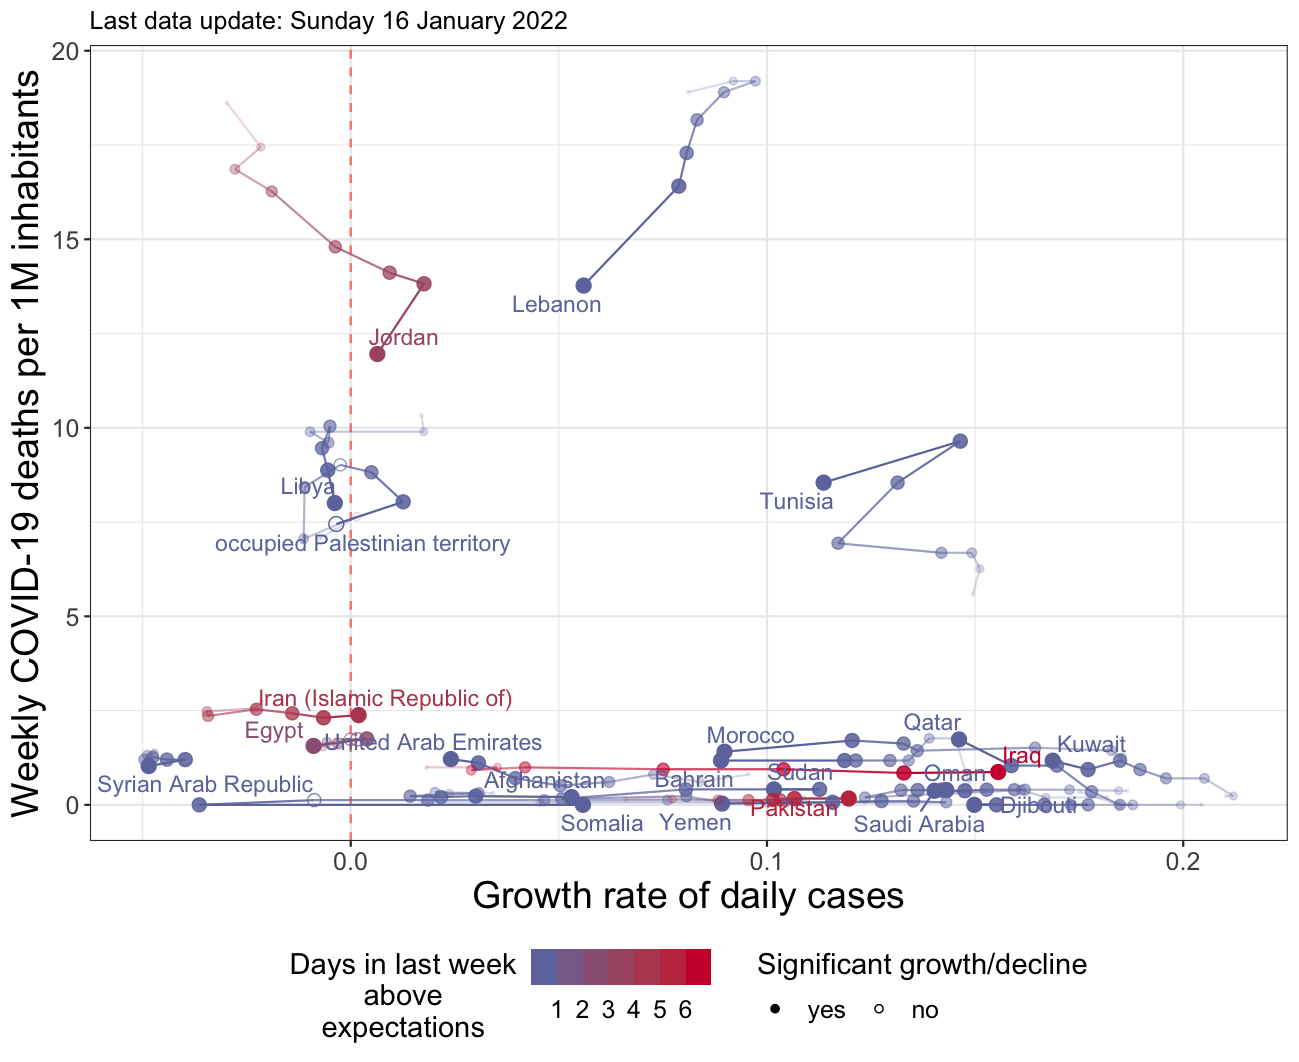 Last data update: Sunday 16 January 2022
Weekly COVID-19 deaths per 1M inhabitants
20
15
10
5
0
Lebanon
Jordan
Libya
Tunisia
occupied Palestinian territory
Iran (Islamic Republic of)
Egypt
United Arab Emirates
Morocco
Qatar
Kuwait
Iraq
Syrian Arab Republic
Afghanistan
Bahrain
Sudan
Oman
Pakistan
Djibouti
Somalia
Yemen
Saudi Arabia
0.0 0.1 0.2
Growth rate of daily cases
Days in last week
above
expectations
1 2 3 4 5 6
Significant growth/decline
yes no